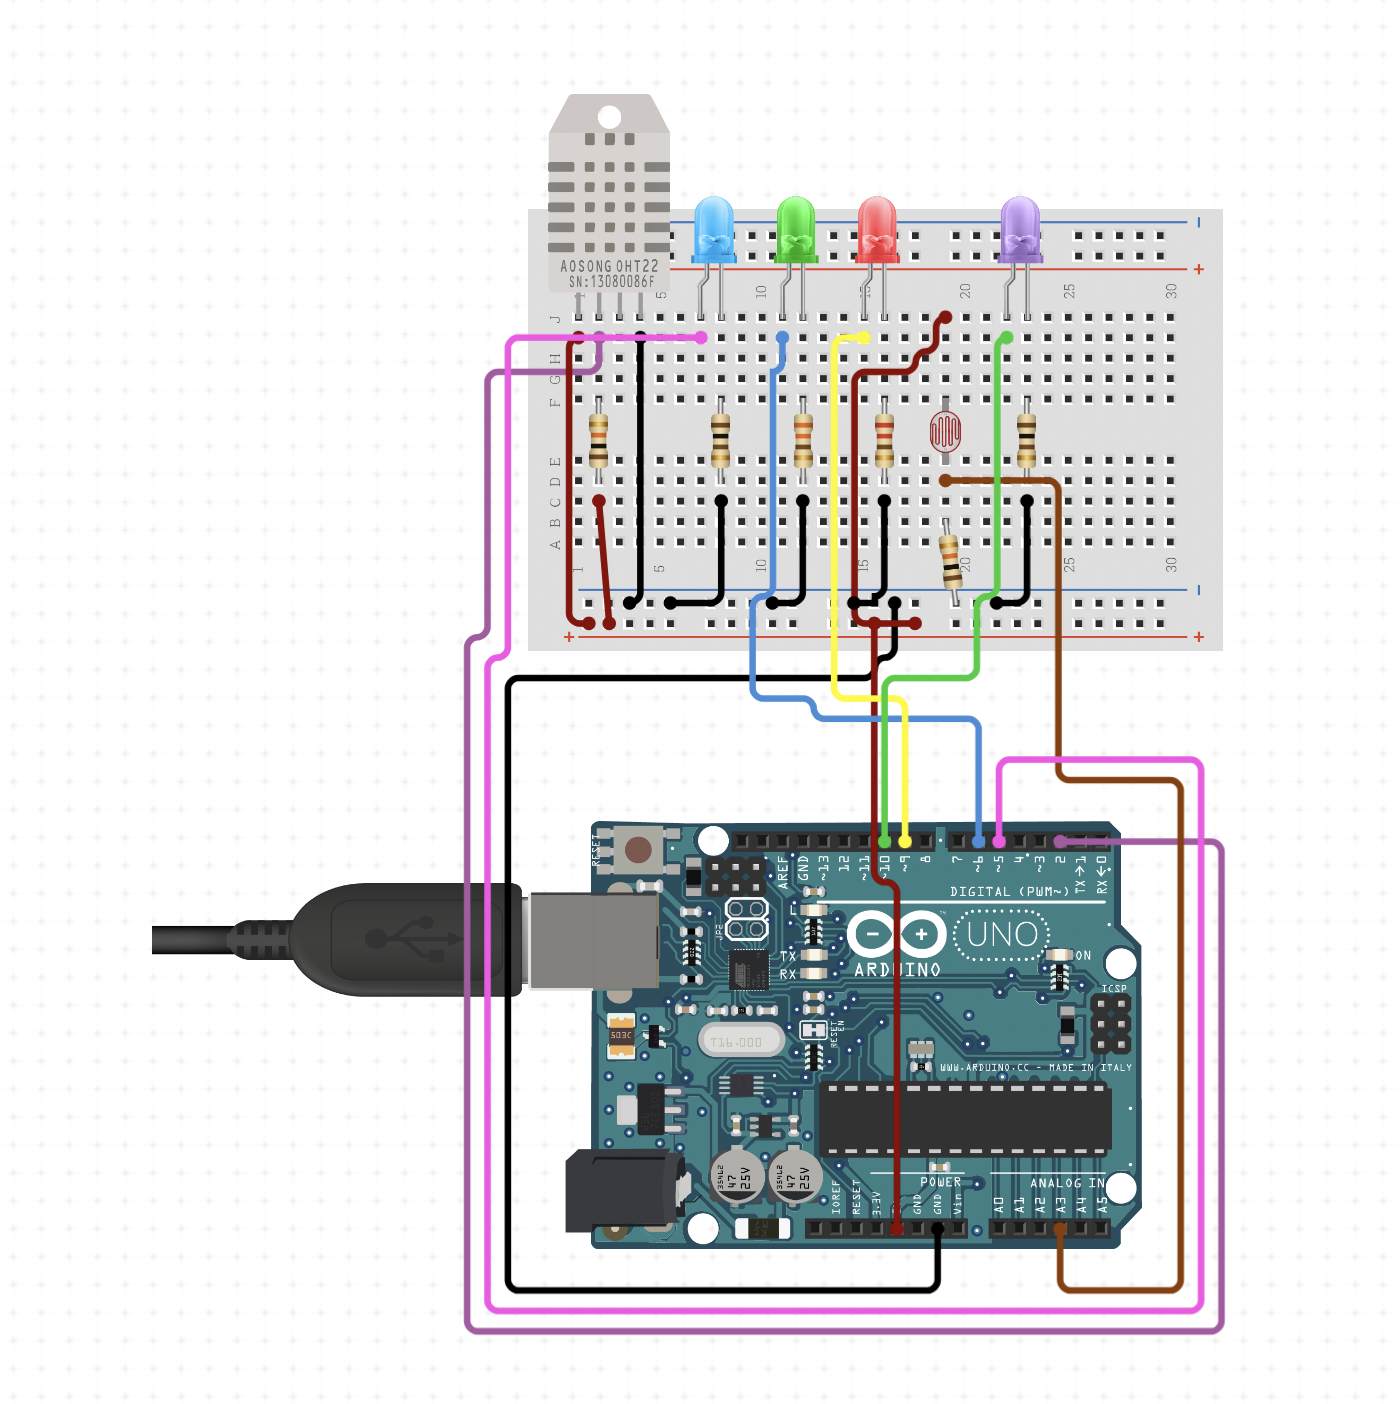 AOSONG OHT22
SN:13080086F
1
5
10
15
20
25
30
J
H
G
F
E
D
C
B
A
1
5
10
15
20
25
30
+
+
+
RESET
AREF
GND
~13
12
~11
~10
~9
8
7
~6
~5
4
~3
2
TX→1
RX←0
DIGITAL (PWM~)
JP2
L
TX
RX
ARDUINO
UNO
ON
ICSP
T16.000
RESET
EN
WWW.ARDUINO.CC - MADE IN ITALY
47
25V
47
25V
POWER
ANALOG IN
IOREF
RESET
3.3V
GND
GND
Vin
A0
A1
A2
A3
A4
A5